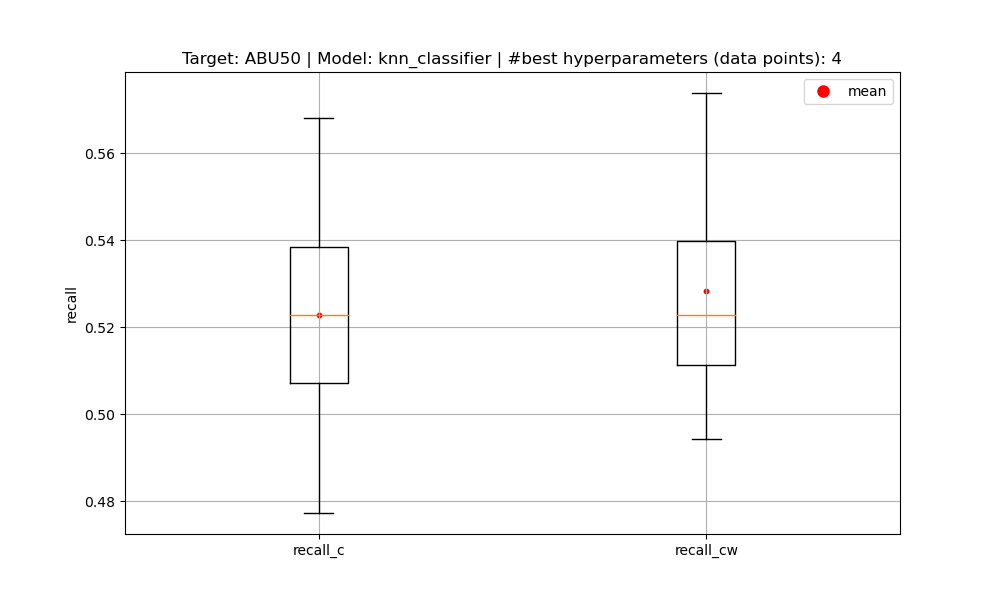 Target: ABU50 | Model: knn_classifier | #best hyperparameters (data points): 4
mean
0.56
0.54
0.52
0.50
0.48
recall
recall_c
recall_cw